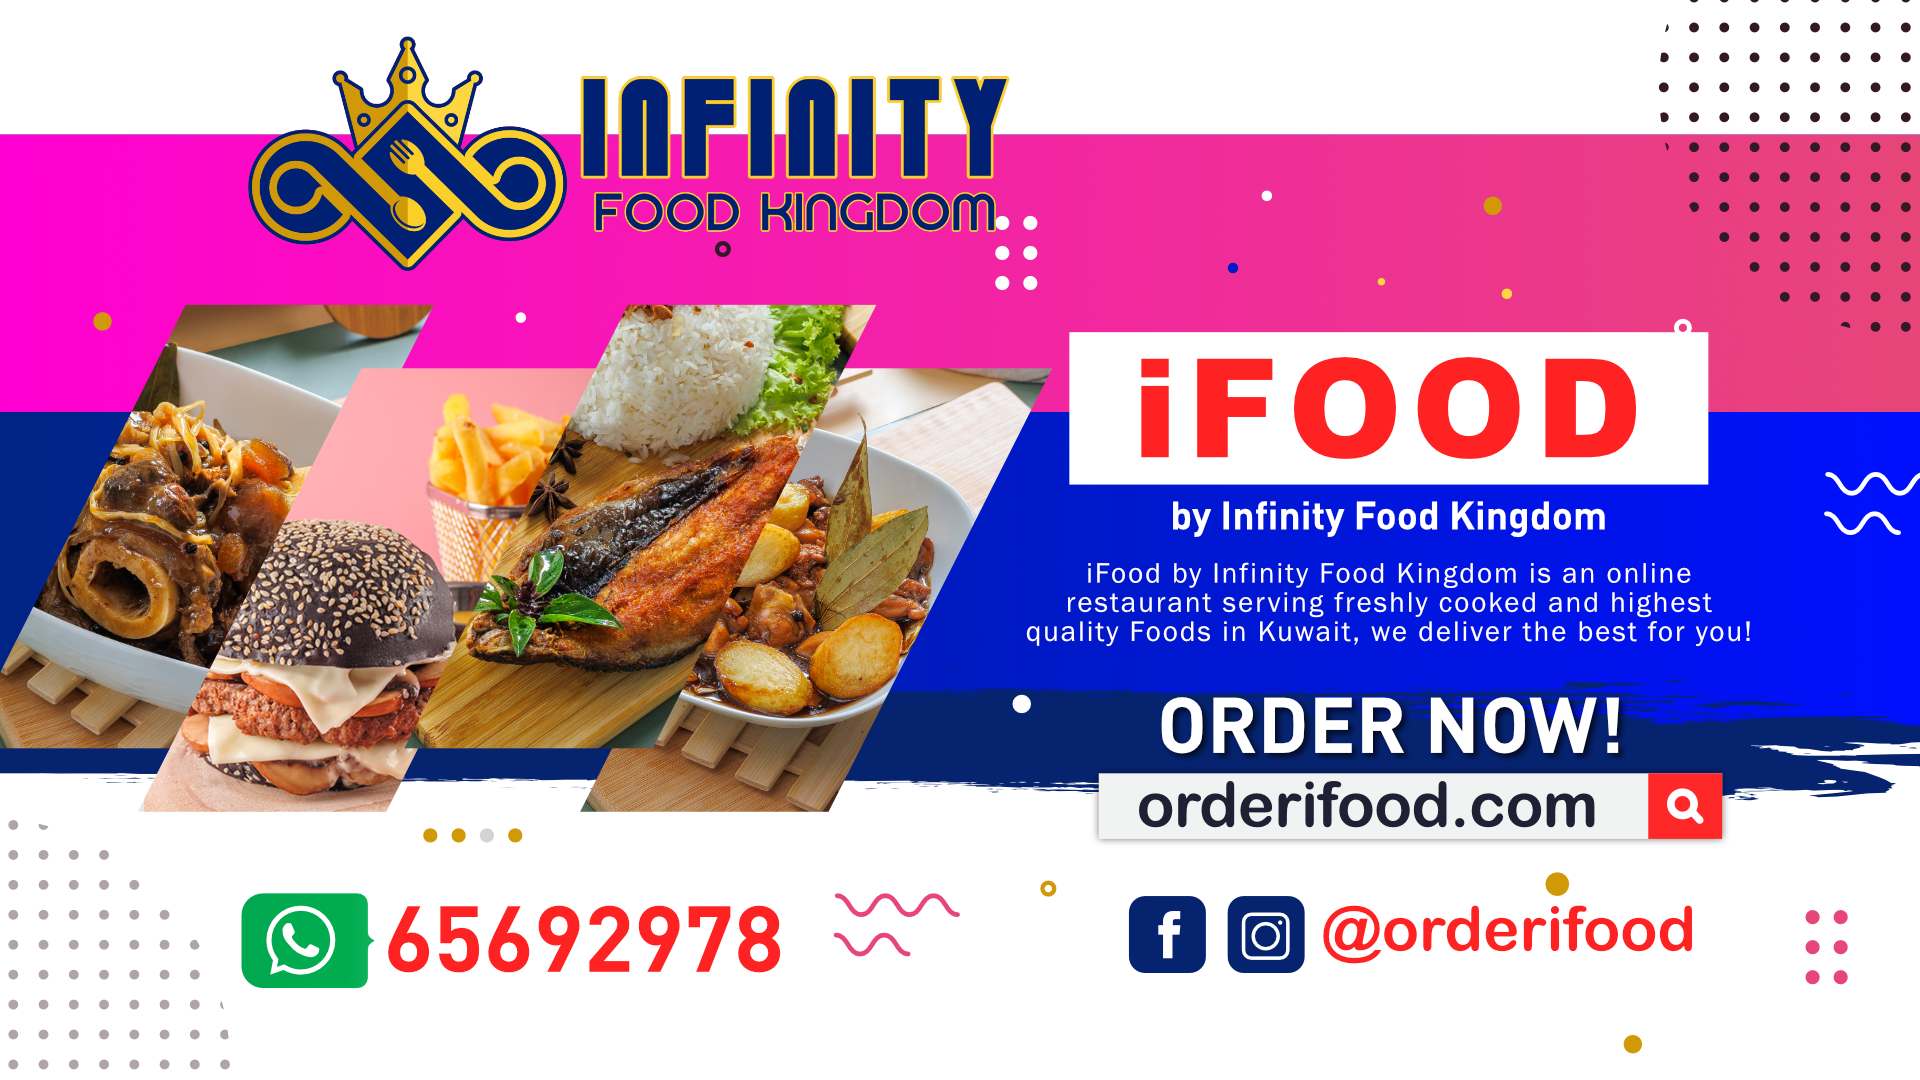 INFINITY
FOOD KINGDOM
iFOOD
by Infinity Food Kingdom
iFood by Infinity Food Kingdom is an online
restaurant serving freshly cooked and highest
quality Foods in Kuwait, we deliver the best for you!
ORDER NOW!
orderifood.com
65692978
@orderifood